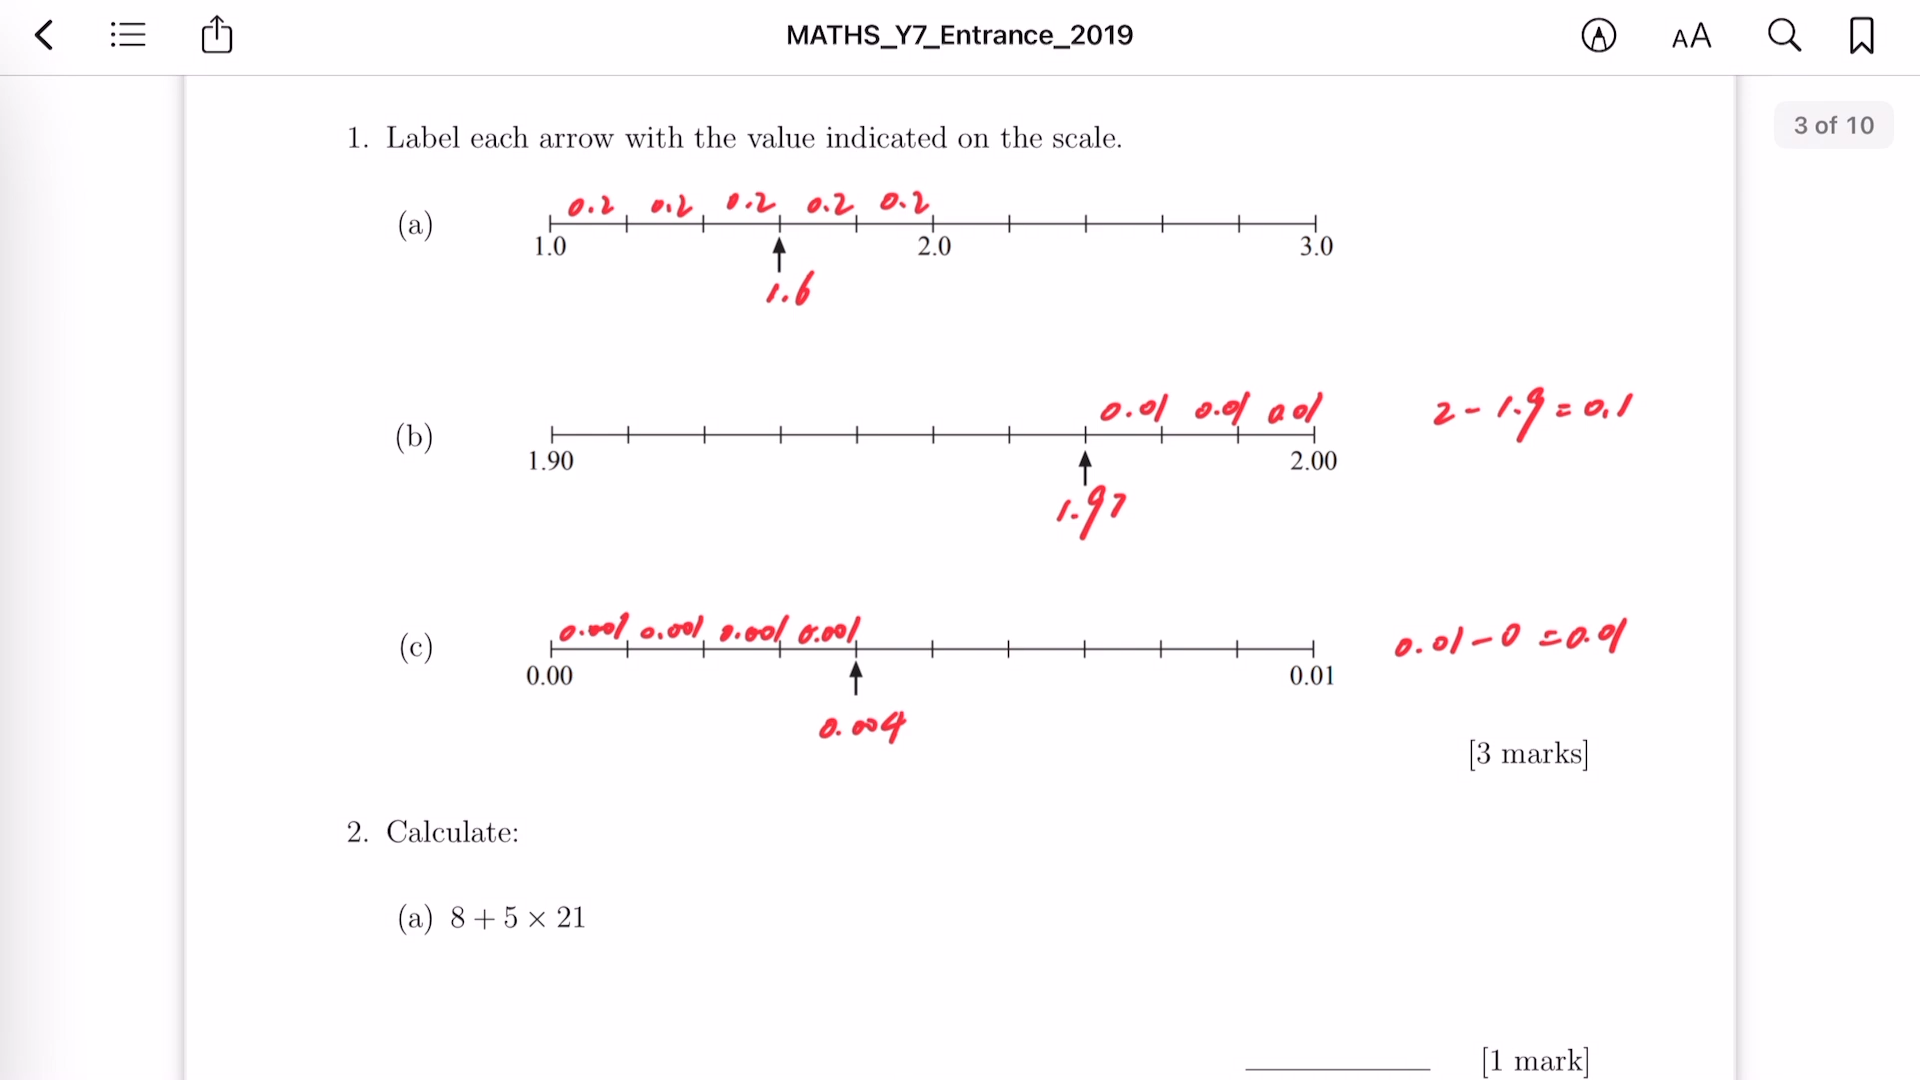 MATHS_Y7_Entrance_2019
AA
3 of 10
1. Label each arrow with the value indicated on the scale.
0.2 0.2 0.2 0.2 0.2
(a)
1.0 2.0 3.0
1.6
0.01 0.01 0.01 2-1.9=0.1
(b)
1.90 2.00
1.97
0.001 0.001 0.001 0.001
(c) 0.01-0=0.01
0.00 0.01
0.004
[3 marks]
2. Calculate:
(a) 8 + 5 × 21
[1 mark]